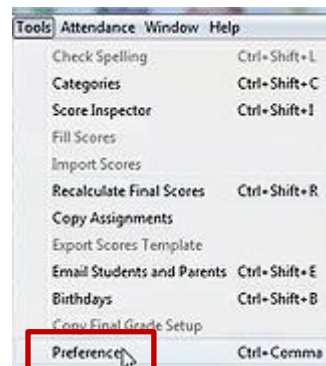 Tools Attendance Window Help
Check Spelling Ctrl+Shift+L
Categories Ctrl+Shift+C
Score Inspector Ctrl+Shift+I
Fill Scores
Import Scores
Recalculate Final Scores Ctrl+Shift+R
Copy Assignments
Export Scores Template
Email Students and Parents Ctrl+Shift+E
Birthdays Ctrl+Shift+B
Copy Final Grade Setup
Preferences Ctrl+Comma